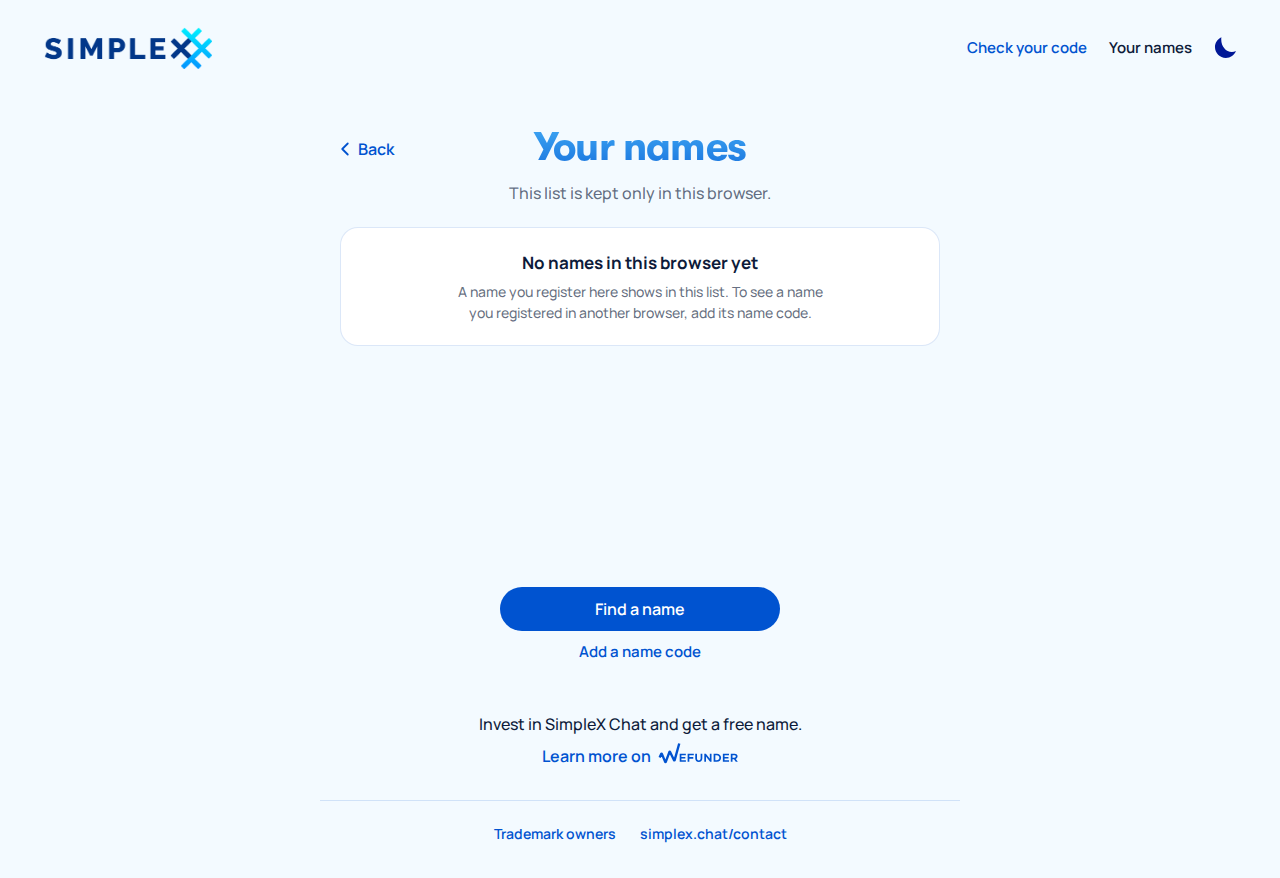 SIMPLEX
Check your code
Your names
Back
Your names
This list is kept only in this browser.
No names in this browser yet
A name you register here shows in this list. To see a name
you registered in another browser, add its name code.
Find a name
Add a name code
Invest in SimpleX Chat and get a free name.
Learn more on WEFUNDER
Trademark owners
simplex.chat/contact